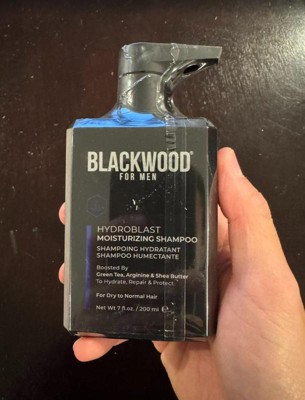 BLACKWOOD®
FOR MEN
HYDROBLAST
MOISTURIZING SHAMPOO
SHAMPOING HYDRATANT
SHAMPOO HUMECTANTE
Boosted By
Green Tea, Arginine & Shea Butter
To Hydrate, Repair & Protect
For Dry to Normal Hair
Net Wt 7 fl. oz. / 200 ml ℮